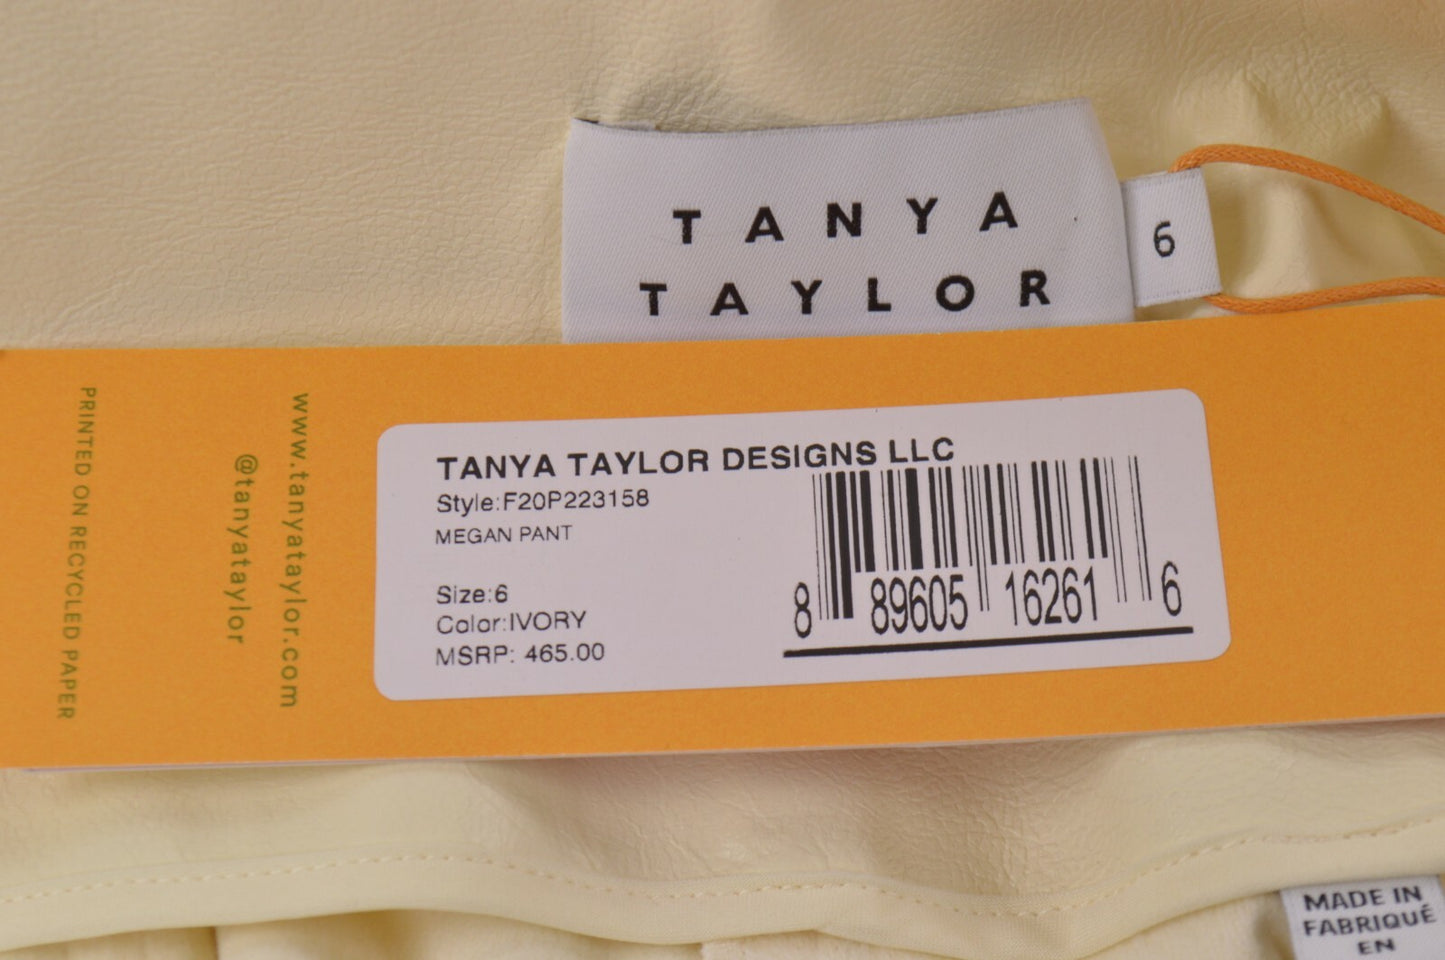 TANYA
TAYLOR
6
www.tanyataylor.com
@tanyataylor
PRINTED ON RECYCLED PAPER
TANYA TAYLOR DESIGNS LLC
Style:F20P223158
MEGAN PANT
Size:6
Color:IVORY
MSRP: 465.00
8 89605 16261 6
MADE IN
FABRIQUÉ
EN